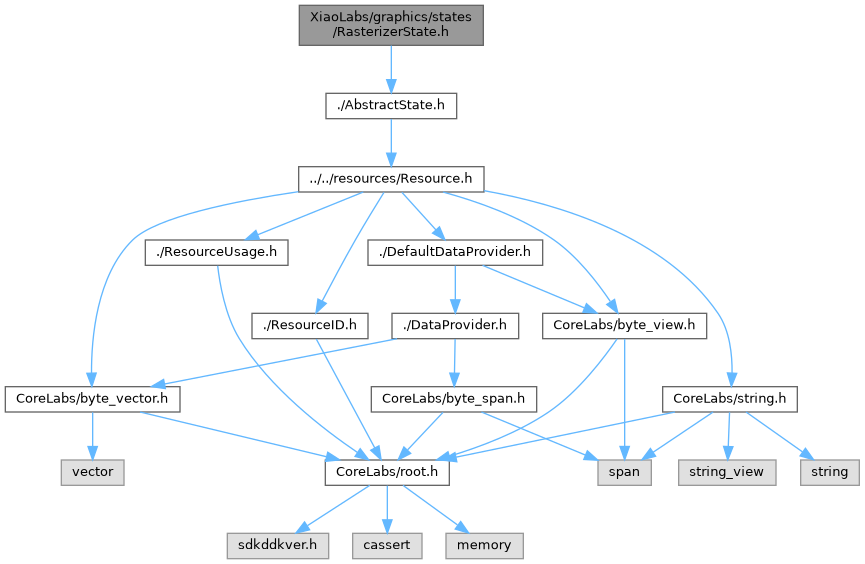 XiaoLabs/graphics/states
/RasterizerState.h
./AbstractState.h
../../resources/Resource.h
./ResourceUsage.h
./DefaultDataProvider.h
./ResourceID.h
./DataProvider.h
CoreLabs/byte_view.h
CoreLabs/byte_vector.h
CoreLabs/byte_span.h
CoreLabs/string.h
vector
CoreLabs/root.h
span
string_view
string
sdkddkver.h
cassert
memory